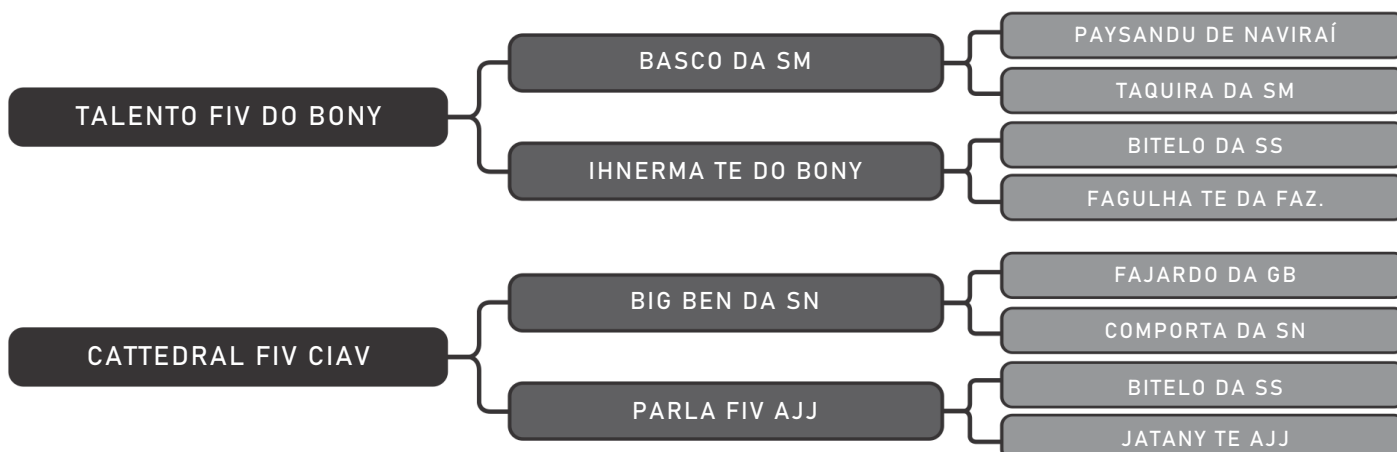 TALENTO FIV DO BONY
BASCO DA SM
PAYSANDU DE NAVIRAÍ
TAQUIRA DA SM
IHNERMA TE DO BONY
BITELO DA SS
FAGULHA TE DA FAZ.
CATTEDRAL FIV CIAV
BIG BEN DA SN
FAJARDO DA GB
COMPORTA DA SN
PARLA FIV AJJ
BITELO DA SS
JATANY TE AJJ